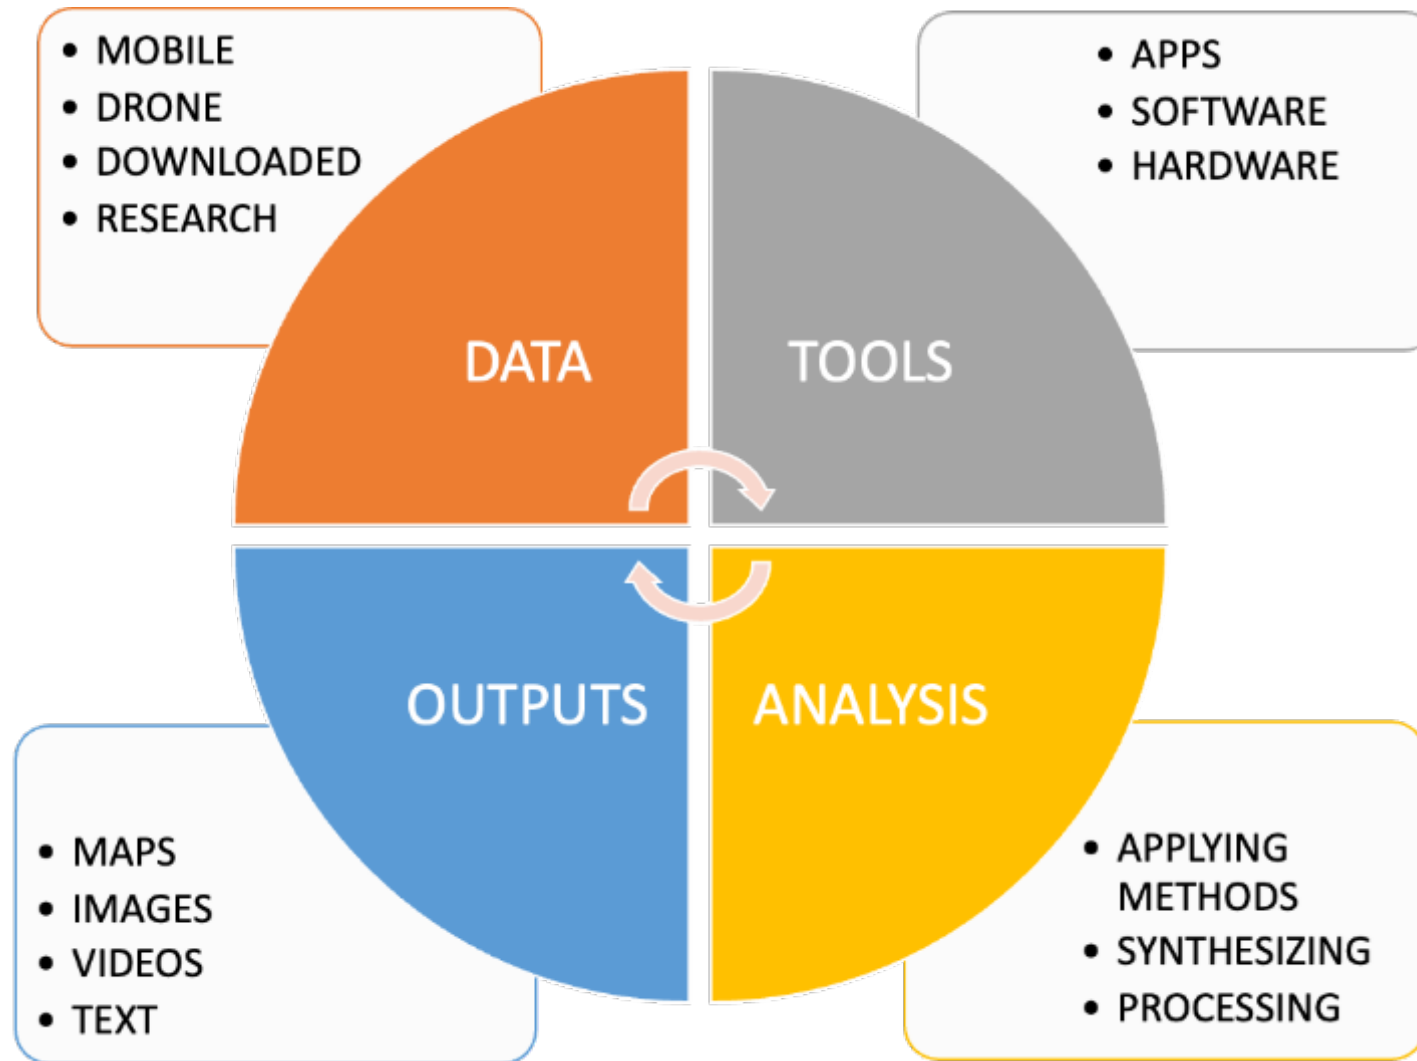 • MOBILE
• DRONE
• DOWNLOADED
• RESEARCH
• APPS
• SOFTWARE
• HARDWARE
DATA
TOOLS
OUTPUTS
ANALYSIS
• MAPS
• IMAGES
• VIDEOS
• TEXT
• APPLYING
METHODS
• SYNTHESIZING
• PROCESSING